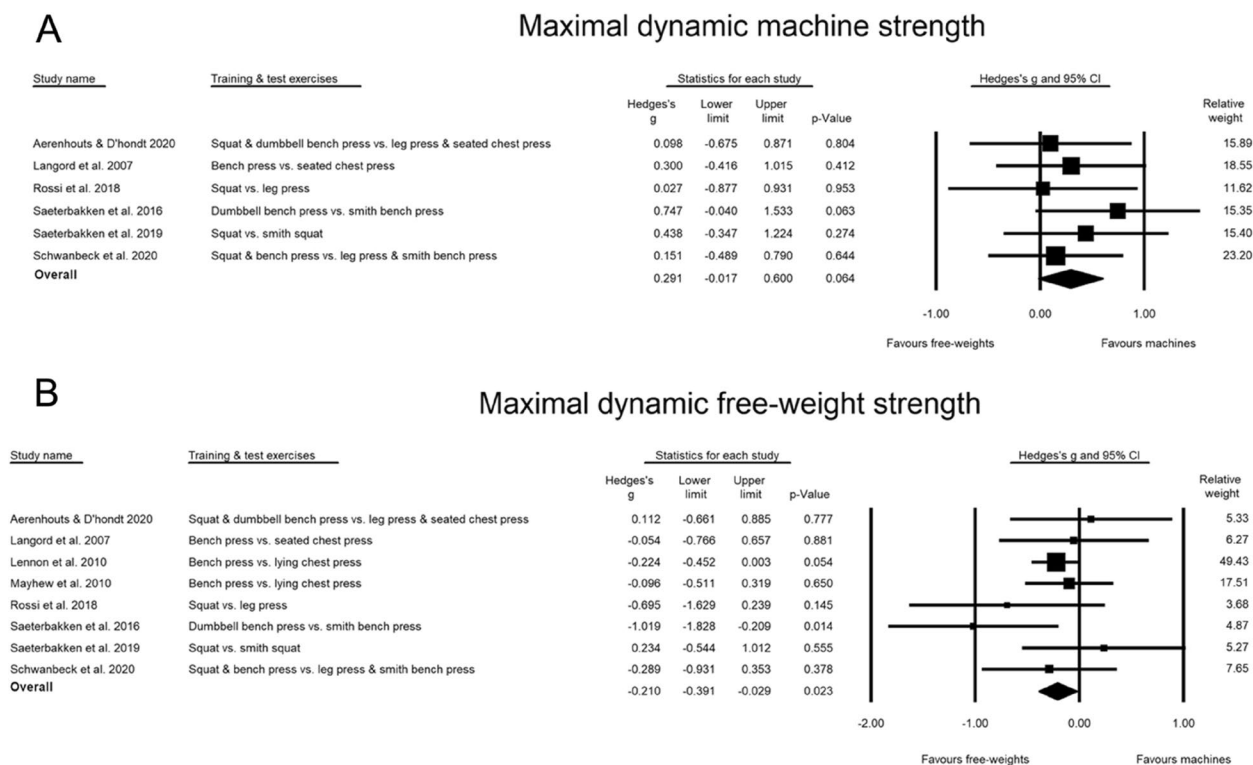 A
Maximal dynamic machine strength
Study name Training & test exercises Statistics for each study Hedges's g and 95% CI
Hedges's g Lower limit Upper limit p-Value Relative weight
Aerenhouts & D'hondt 2020 Squat & dumbbell bench press vs. leg press & seated chest press 0.098 -0.675 0.871 0.804 15.89
Langord et al. 2007 Bench press vs. seated chest press 0.300 -0.416 1.015 0.412 18.55
Rossi et al. 2018 Squat vs. leg press 0.027 -0.877 0.931 0.953 11.62
Saeterbakken et al. 2016 Dumbbell bench press vs. smith bench press 0.747 -0.040 1.533 0.063 15.35
Saeterbakken et al. 2019 Squat vs. smith squat 0.438 -0.347 1.224 0.274 15.40
Schwanbeck et al. 2020 Squat & bench press vs. leg press & smith bench press 0.151 -0.489 0.790 0.644 23.20
Overall 0.291 -0.017 0.600 0.064
-1.00 0.00 1.00
Favours free-weights Favours machines
B
Maximal dynamic free-weight strength
Study name Training & test exercises Statistics for each study Hedges's g and 95% CI
Hedges's g Lower limit Upper limit p-Value Relative weight
Aerenhouts & D'hondt 2020 Squat & dumbbell bench press vs. leg press & seated chest press 0.112 -0.661 0.885 0.777 5.33
Langord et al. 2007 Bench press vs. seated chest press -0.054 -0.766 0.657 0.881 6.27
Lennon et al. 2010 Bench press vs. lying chest press -0.224 -0.452 0.003 0.054 49.43
Mayhew et al. 2010 Bench press vs. lying chest press -0.096 -0.511 0.319 0.650 17.51
Rossi et al. 2018 Squat vs. leg press -0.695 -1.629 0.239 0.145 3.68
Saeterbakken et al. 2016 Dumbbell bench press vs. smith bench press -1.019 -1.828 -0.209 0.014 4.87
Saeterbakken et al. 2019 Squat vs. smith squat 0.234 -0.544 1.012 0.555 5.27
Schwanbeck et al. 2020 Squat & bench press vs. leg press & smith bench press -0.289 -0.931 0.353 0.378 7.65
Overall -0.210 -0.391 -0.029 0.023
-2.00 -1.00 0.00 1.00
Favours free-weights Favours machines